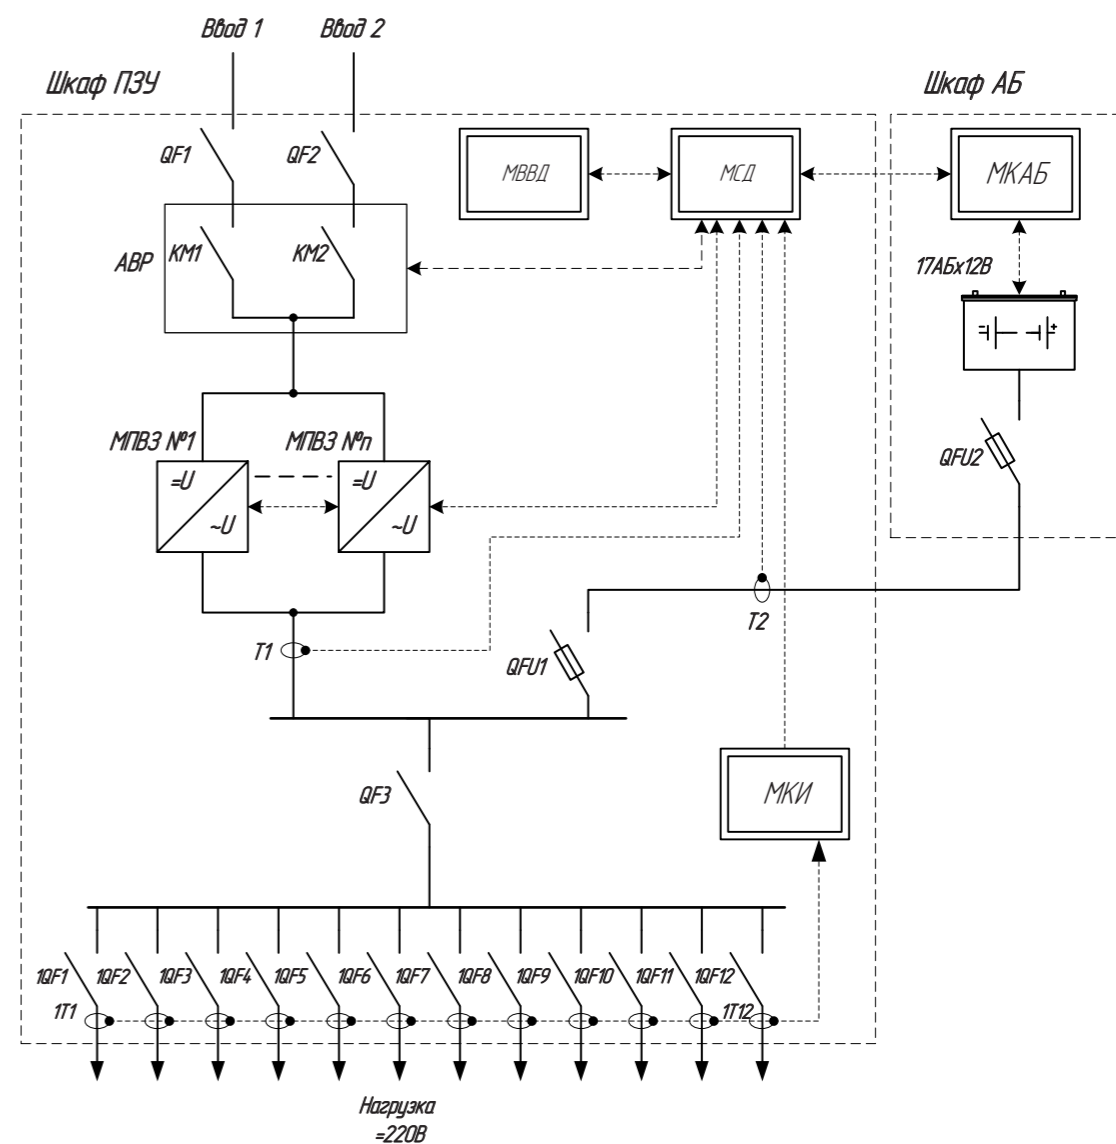 Ввод 1
Ввод 2
Шкаф ПЗУ
Шкаф АБ
QF1
QF2
МВВД
МСД
МКАБ
АВР
КМ1
КМ2
17АБх12В
- +
МПВЗ №1
МПВЗ №n
=U
~U
=U
~U
QFU2
T1
T2
QFU1
QF3
МКИ
1QF1
1QF2
1QF3
1QF4
1QF5
1QF6
1QF7
1QF8
1QF9
1QF10
1QF11
1QF12
1T1
1T12
Нагрузка
=220В